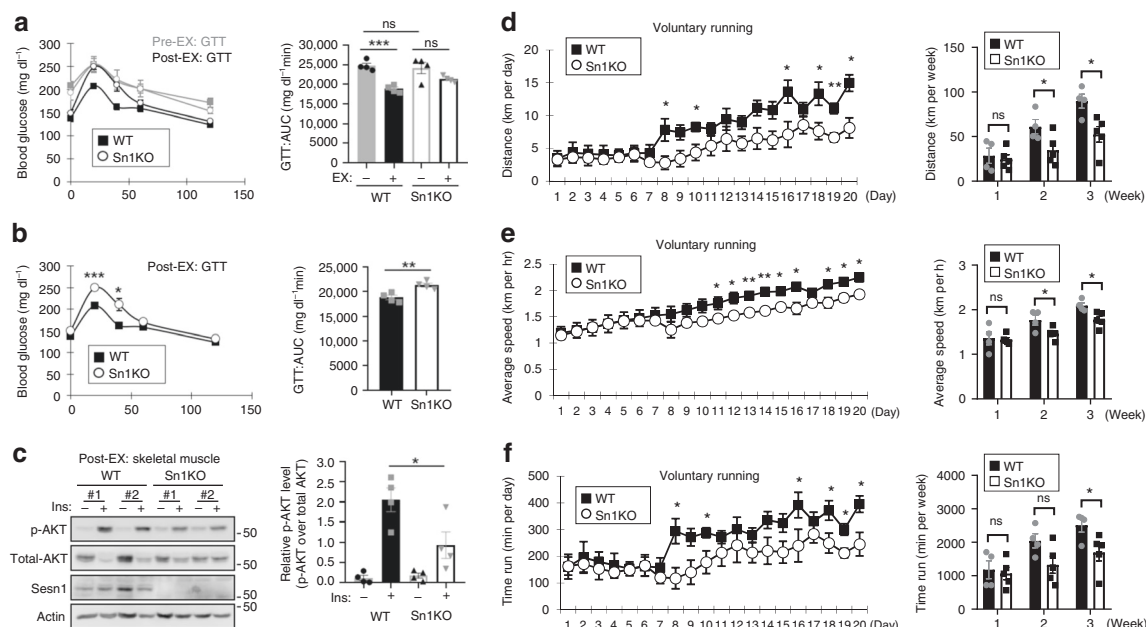 a
Blood glucose (mg dl–1)
300
250
200
150
100
50
0
0 50 100 150
Pre-EX: GTT
Post-EX: GTT
WT
Sn1KO
GTT:AUC (mg dl–1min)
30,000
25,000
20,000
15,000
10,000
5000
0
ns
*** ns
EX: – + – +
WT Sn1KO
b
Blood glucose (mg dl–1)
300
250
200
150
100
50
0
0 50 100 150
Post-EX: GTT
***
*
WT
Sn1KO
GTT:AUC (mg dl–1min)
25,000
20,000
15,000
10,000
5000
0
**
WT Sn1KO
c
Post-EX: skeletal muscle
WT Sn1KO
#1 #2 #1 #2
Ins: – + – + – + – +
p-AKT
50
Total-AKT
50
Sesn1
50
Actin
50
Relative p-AKT level
(p-AKT over total AKT)
3.0
2.5
2.0
1.5
1.0
0.5
0.0
*
Ins: – + – +
WT Sn1KO
d
Voluntary running
Distance (km per day)
20
15
10
5
0
WT
Sn1KO
* * * * ** *
1 2 3 4 5 6 7 8 9 10 11 12 13 14 15 16 17 18 19 20 (Day)
Distance (km per week)
150
100
50
0
WT
Sn1KO
ns * *
1 2 3 (Week)
e
Voluntary running
Average speed (km per hr)
2.5
2
1.5
1
0.5
0
WT
Sn1KO
* * ** ** * * * * *
1 2 3 4 5 6 7 8 9 10 11 12 13 14 15 16 17 18 19 20 (Day)
Average speed (km per h)
3
2
1
0
WT
Sn1KO
ns * *
1 2 3 (Week)
f
Voluntary running
Time run (min per day)
500
400
300
200
100
0
WT
Sn1KO
* * * * * *
1 2 3 4 5 6 7 8 9 10 11 12 13 14 15 16 17 18 19 20 (Day)
Time run (min per week)
4000
3000
2000
1000
0
WT
Sn1KO
ns ns *
1 2 3 (Week)